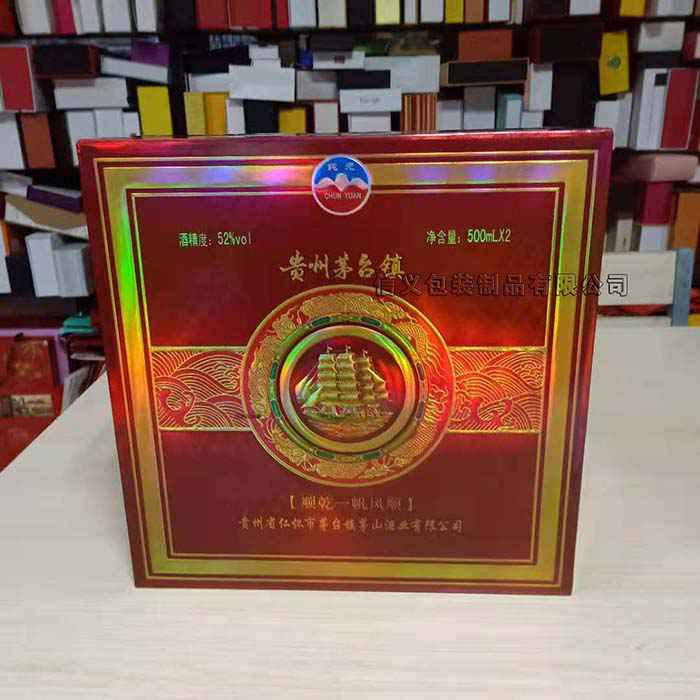 纯元
CHUN YUAN
酒精度：52%vol
净含量：500mLX2
贵州茅台镇
信义包装制品有限公司
【顺乾一帆风顺】
贵州省仁怀市茅台镇茅山酒业有限公司